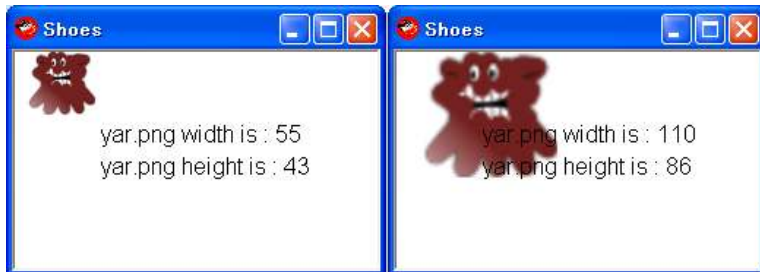 Shoes
yar.png width is : 55
yar.png height is : 43
Shoes
yar.png width is : 110
yar.png height is : 86